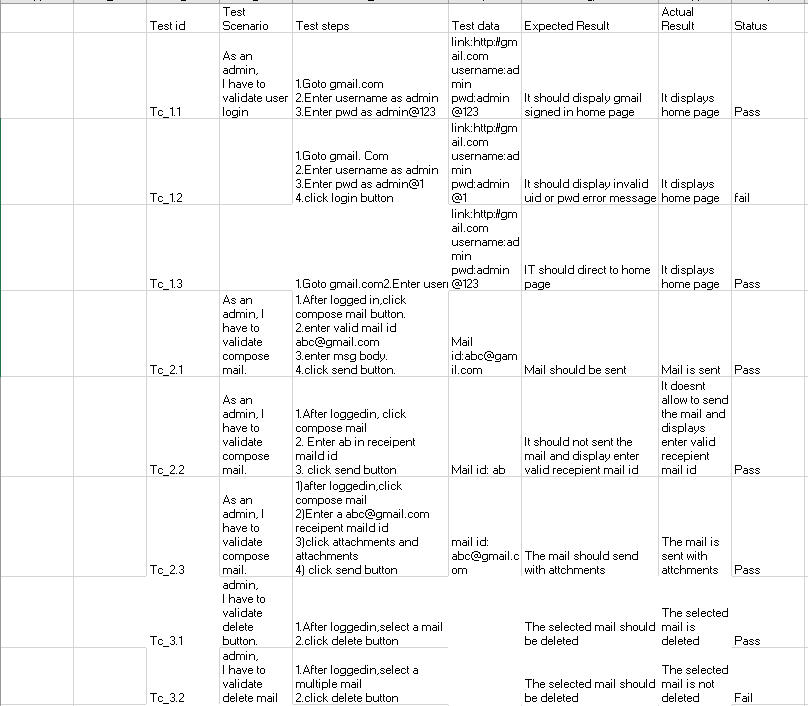 Test id
Test
Scenario
Test steps
Test data
Expected Result
Actual
Result
Status
Tc_1.1
As an
admin,
I have to
validate user
login
1.Goto gmail.com
2.Enter username as admin
3.Enter pwd as admin@123
link:http:#gm
ail.com
username:ad
min
pwd:admin
@123
It should dispaly gmail
signed in home page
It displays
home page
Pass
Tc_1.2
1.Goto gmail. Com
2.Enter username as admin
3.Enter pwd as admin@1
4.click login button
link:http:#gm
ail.com
username:ad
min
pwd:admin
@1
It should display invalid
uid or pwd error message
It displays
home page
fail
Tc_1.3
1.Goto gmail.com2.Enter usern
link:http:#gm
ail.com
username:ad
min
pwd:admin
@123
IT should direct to home
page
It displays
home page
Pass
Tc_2.1
As an
admin, I
have to
validate
compose
mail.
1.After logged in,click
compose mail button.
2.enter valid mail id
abc@gmail.com
3.enter msg body.
4.click send button.
Mail
id:abc@gam
il.com
Mail should be sent
Mail is sent
Pass
Tc_2.2
As an
admin, I
have to
validate
compose
mail.
1.After loggedin, click
compose mail
2. Enter ab in receipent
maild id
3. click send button
Mail id: ab
It should not sent the
mail and display enter
valid recepient mail id
It doesnt
allow to send
the mail and
displays
enter valid
recepient
mail id
Pass
Tc_2.3
As an
admin, I
have to
validate
compose
mail.
1)after loggedin,click
compose mail
2)Enter a abc@gmail.com
receipent maild id
3)click attachments and
attachments
4) click send button
mail id:
abc@gmail.c
om
The mail should send
with attchments
The mail is
sent with
attchments
Pass
Tc_3.1
admin,
I have to
validate
delete
button.
1.After loggedin,select a mail
2.click delete button
The selected mail should
be deleted
The selected
mail is
deleted
Pass
Tc_3.2
admin,
I have to
validate
delete mail
1.After loggedin,select a
multiple mail
2.click delete button
The selected mail should
be deleted
The selected
mail is not
deleted
Fail